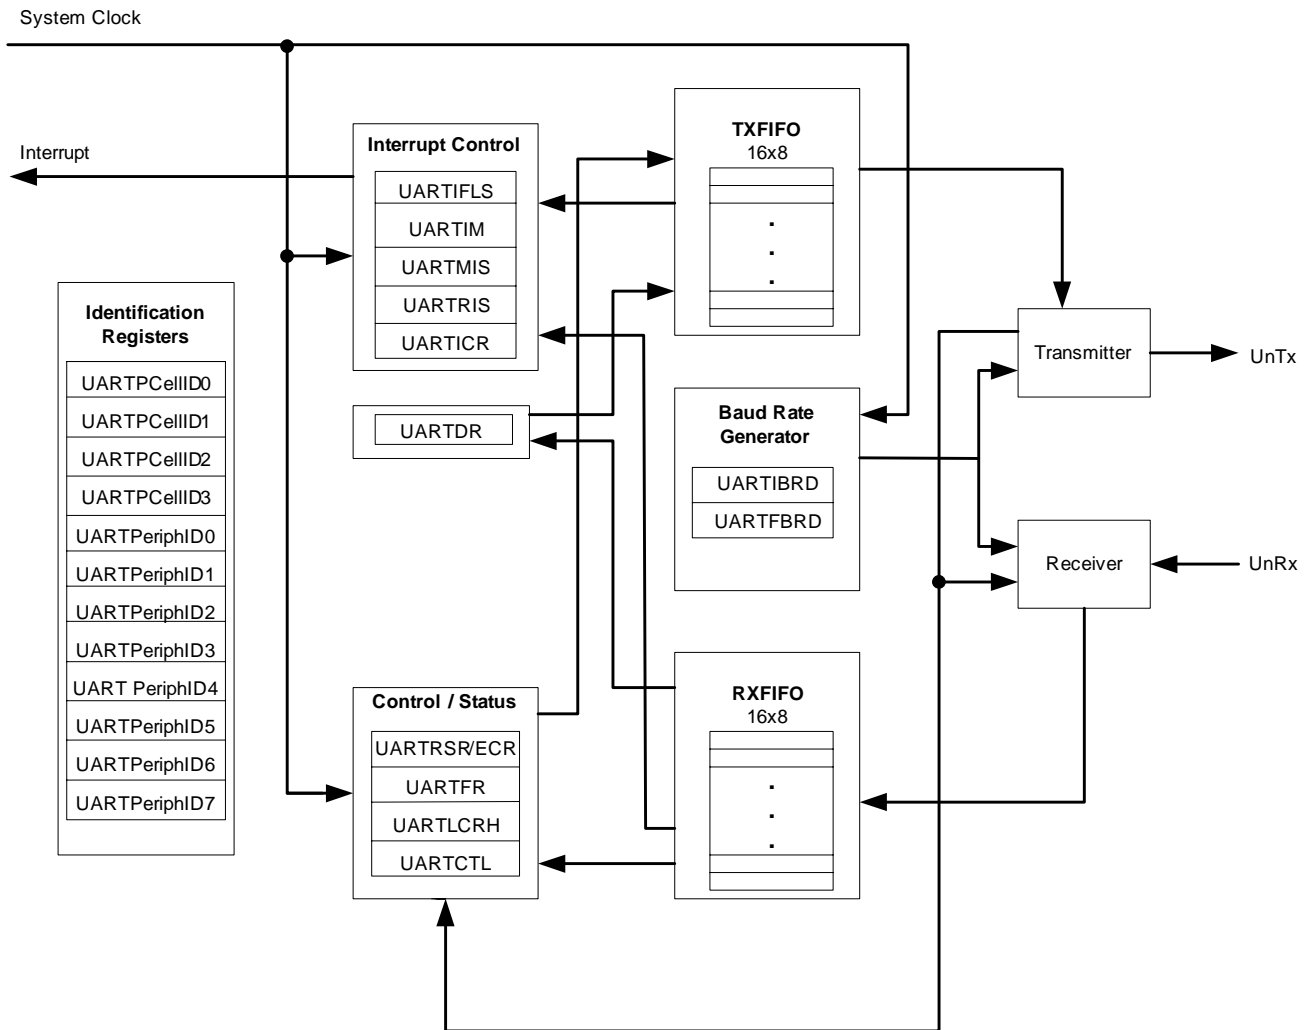 System Clock
Interrupt
Identification
Registers
UARTPCellID0
UARTPCellID1
UARTPCellID2
UARTPCellID3
UARTPeriphID0
UARTPeriphID1
UARTPeriphID2
UARTPeriphID3
UART PeriphID4
UARTPeriphID5
UARTPeriphID6
UARTPeriphID7
Interrupt Control
UARTIFLS
UARTIM
UARTMIS
UARTRIS
UARTICR
UARTDR
Control / Status
UARTRSR/ECR
UARTFR
UARTLCRH
UARTCTL
TXFIFO
16x8
Baud Rate
Generator
UARTIBRD
UARTFBRD
RXFIFO
16x8
Transmitter
UnTx
Receiver
UnRx